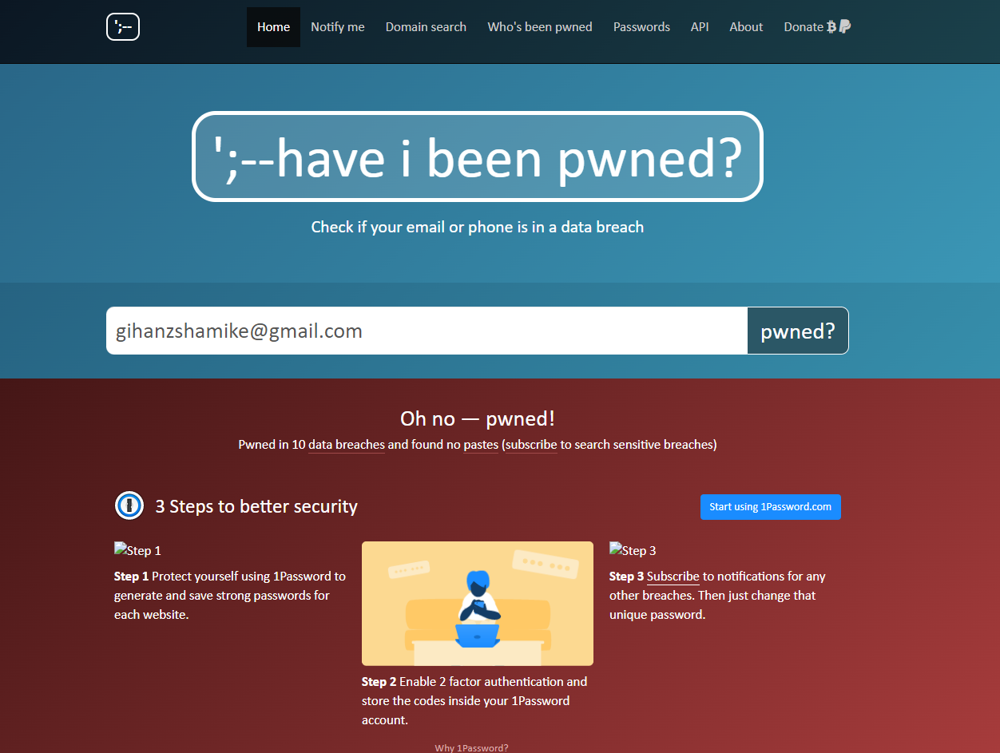 ';--
Home Notify me Domain search Who's been pwned Passwords API About Donate
';--have i been pwned?
Check if your email or phone is in a data breach
gihanzshamike@gmail.com pwned?
Oh no — pwned!
Pwned in 10 data breaches and found no pastes (subscribe to search sensitive breaches)
3 Steps to better security
Start using 1Password.com
Step 1
Step 1 Protect yourself using 1Password to
generate and save strong passwords for
each website.
Step 2 Enable 2 factor authentication and
store the codes inside your 1Password
account.
Step 3
Step 3 Subscribe to notifications for any
other breaches. Then just change that
unique password.
Why 1Password?